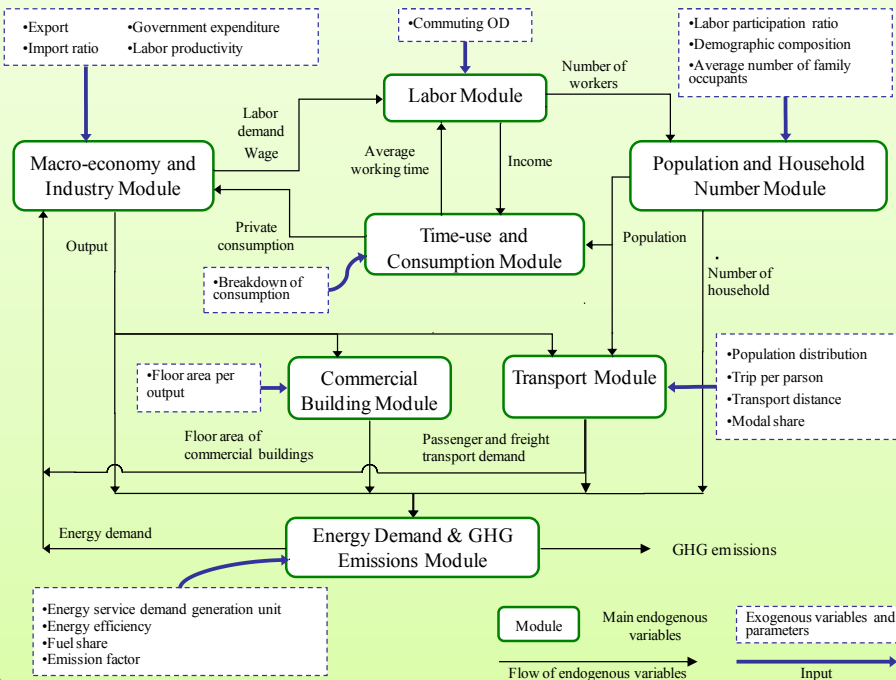 •Export •Government expenditure
•Import ratio •Labor productivity
•Commuting OD
•Labor participation ratio
•Demographic composition
•Average number of family
occupants
Number of
workers
Labor Module
Labor
demand
Wage
Average
working time
Income
Macro-economy and
Industry Module
Population and Household
Number Module
Private
consumption
Time-use and
Consumption Module
Population
Output
Number of
household
•Breakdown of
consumption
•Floor area per
output
Commercial
Building Module
Transport Module
•Population distribution
•Trip per parson
•Transport distance
•Modal share
Floor area of
commercial buildings
Passenger and freight
transport demand
Energy demand
Energy Demand & GHG
Emissions Module
GHG emissions
•Energy service demand generation unit
•Energy efficiency
•Fuel share
•Emission factor
Module
Main endogenous
variables
Exogenous variables and
parameters
Flow of endogenous variables
Input